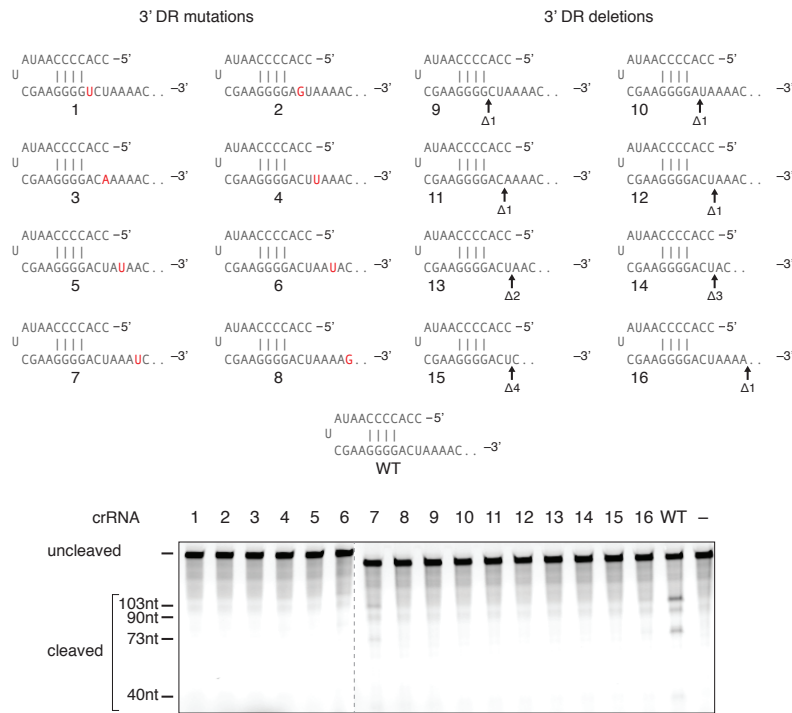 3’ DR mutations 3’ DR deletions
AUAACCCCACC –5’ AUAACCCCACC –5’ AUAACCCCACC –5’ AUAACCCCACC –5’
U U U U
CGAAGGGGUCUAAAAC.. –3’ CGAAGGGGAGUAAAAC.. –3’ CGAAGGGGCUAAAAC.. –3’ CGAAGGGGAUAAAAC.. –3’
1 2 9 10
Δ1 Δ1
AUAACCCCACC –5’ AUAACCCCACC –5’ AUAACCCCACC –5’ AUAACCCCACC –5’
U U U U
CGAAGGGGACAAAAAC.. –3’ CGAAGGGGACUUAAAC.. –3’ CGAAGGGGACAAAAC.. –3’ CGAAGGGGACUAAAC.. –3’
3 4 11 12
Δ1 Δ1
AUAACCCCACC –5’ AUAACCCCACC –5’ AUAACCCCACC –5’ AUAACCCCACC –5’
U U U U
CGAAGGGGACUAUAAC.. –3’ CGAAGGGGACUAAUAC.. –3’ CGAAGGGGACUAAC.. –3’ CGAAGGGGACUAC.. –3’
5 6 13 14
Δ2 Δ3
AUAACCCCACC –5’ AUAACCCCACC –5’ AUAACCCCACC –5’ AUAACCCCACC –5’
U U U U
CGAAGGGGACUAAAUC.. –3’ CGAAGGGGACUAAAAG.. –3’ CGAAGGGGACUC.. –3’ CGAAGGGGACUAAAA.. –3’
7 8 15 16
Δ4 Δ1
AUAACCCCACC –5’
U
CGAAGGGGACUAAAAC.. –3’
WT
crRNA 1 2 3 4 5 6 7 8 9 10 11 12 13 14 15 16 WT –
uncleaved
103nt
90nt
73nt
cleaved
40nt